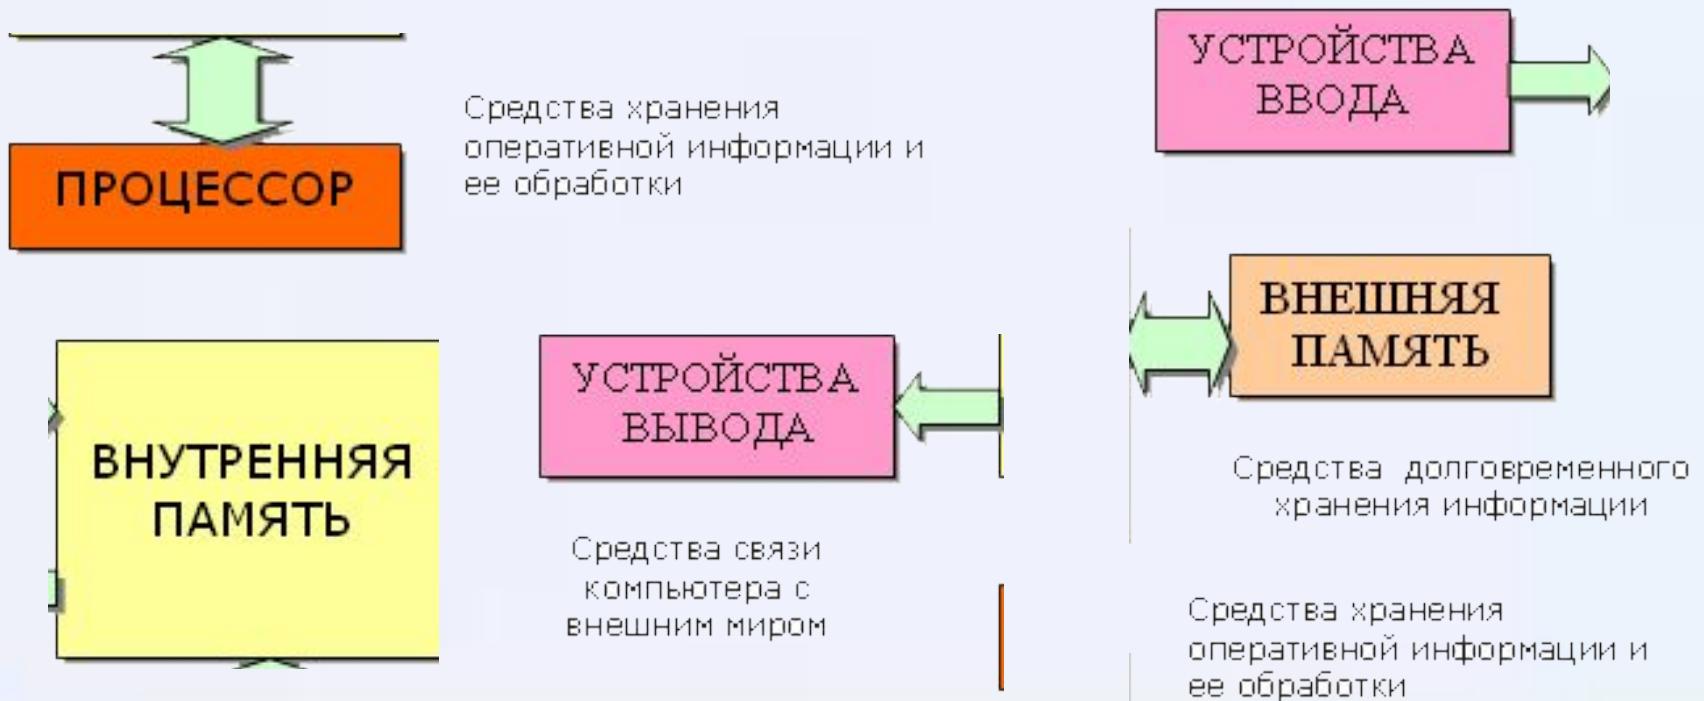 Средства хранения
оперативной информации и
ее обработки
ПРОЦЕССОР
УСТРОЙСТВА
ВВОДА
ВНЕШНЯЯ
ПАМЯТЬ
ВНУТРЕННЯЯ
ПАМЯТЬ
УСТРОЙСТВА
ВЫВОДА
Средства связи
компьютера с
внешним миром
Средства долговременного
хранения информации
Средства хранения
оперативной информации и
ее обработки